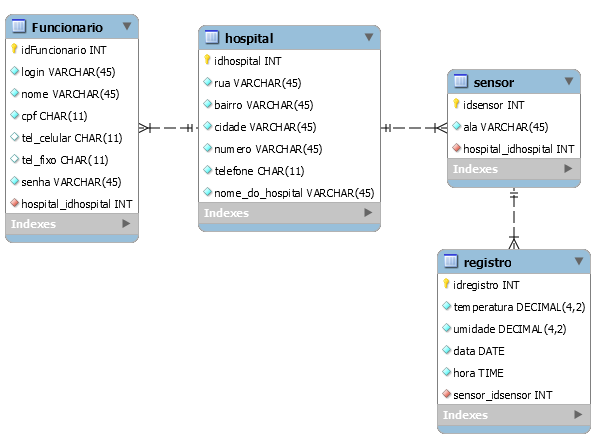 Funcionario
idFuncionario INT
login VARCHAR(45)
nome VARCHAR(45)
cpf CHAR(11)
tel_celular CHAR(11)
tel_fixo CHAR(11)
senha VARCHAR(45)
hospital_idhospital INT
Indexes
hospital
idhospital INT
rua VARCHAR(45)
bairro VARCHAR(45)
cidade VARCHAR(45)
numero VARCHAR(45)
telefone CHAR(11)
nome_do_hospital VARCHAR(45)
Indexes
sensor
idsensor INT
ala VARCHAR(45)
hospital_idhospital INT
Indexes
registro
idregistro INT
temperatura DECIMAL(4,2)
umidade DECIMAL(4,2)
data DATE
hora TIME
sensor_idsensor INT
Indexes